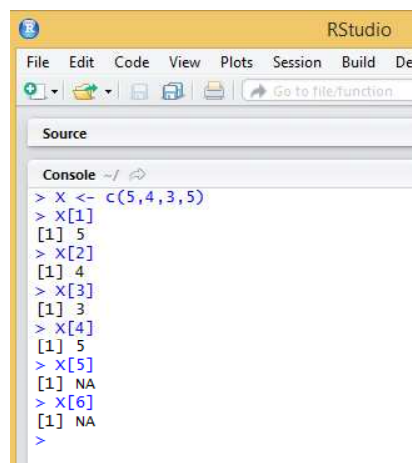 R
RStudio
File Edit Code View Plots Session Build De
Go to file/function
Source
Console ~/
> X <- c(5,4,3,5)
> X[1]
[1] 5
> X[2]
[1] 4
> X[3]
[1] 3
> X[4]
[1] 5
> X[5]
[1] NA
> X[6]
[1] NA
>